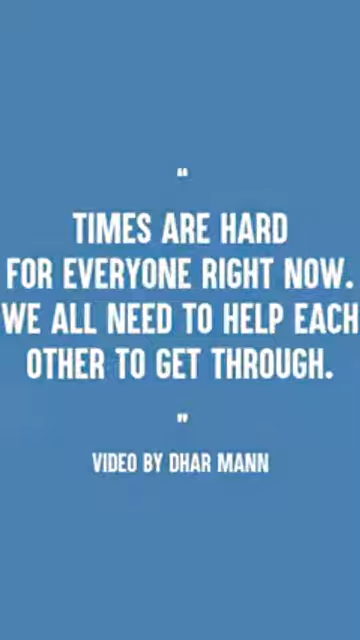 "
TIMES ARE HARD
FOR EVERYONE RIGHT NOW.
WE ALL NEED TO HELP EACH
OTHER TO GET THROUGH.
"
VIDEO BY DHAR MANN